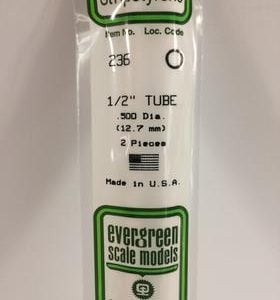 Item No. Loc. Code
236 O
1/2" TUBE
.500 Dia.
(12.7 mm)
2 Pieces
Made in U.S.A.
evergreen
scale models